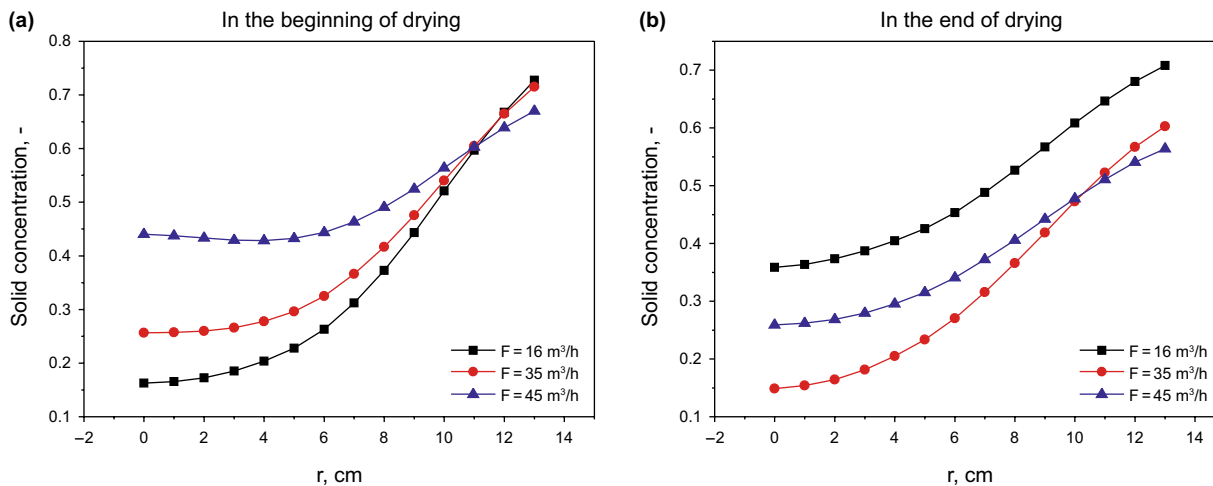 (a) In the beginning of drying
0.8
0.7
0.6
0.5
0.4
0.3
0.2
0.1
Solid concentration, -
F = 16 m³/h
F = 35 m³/h
F = 45 m³/h
−2 0 2 4 6 8 10 12 14
r, cm
(b) In the end of drying
0.7
0.6
0.5
0.4
0.3
0.2
0.1
Solid concentration, -
F = 16 m³/h
F = 35 m³/h
F = 45 m³/h
−2 0 2 4 6 8 10 12 14
r, cm